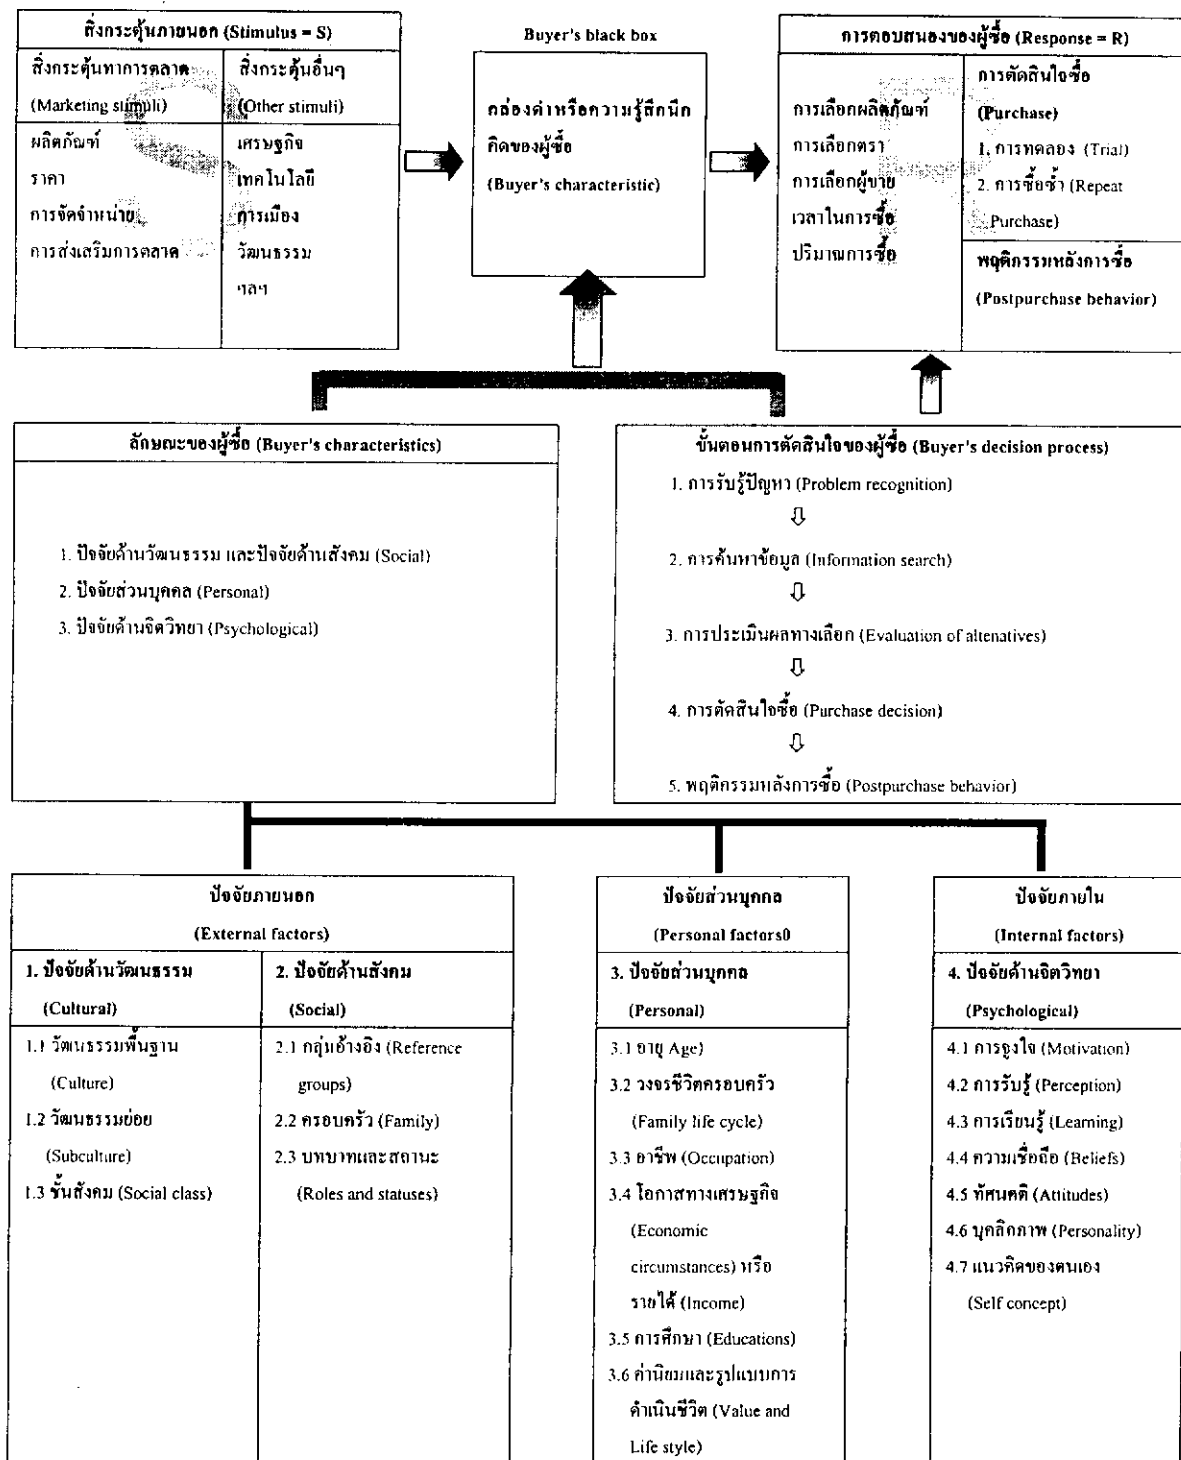 สิ่งกระตุ้นภายนอก (Stimulus = S)
สิ่งกระตุ้นทาการตลาด
(Marketing stimuli)
สิ่งกระตุ้นอื่นๆ
(Other stimuli)
ผลิตภัณฑ์
ราคา
การจัดจำหน่าย
การส่งเสริมการตลาด
เศรษฐกิจ
เทคโนโลยี
การเมือง
วัฒนธรรม
ฯลฯ
Buyer's black box
กล่องดำหรือความรู้สึกนึก
คิดของผู้ซื้อ
(Buyer's characteristic)
การตอบสนองของผู้ซื้อ (Response = R)
การเลือกผลิตภัณฑ์
การเลือกตรา
การเลือกผู้ขาย
เวลาในการซื้อ
ปริมาณการซื้อ
การตัดสินใจซื้อ
(Purchase)
1. การทดลอง (Trial)
2. การซื้อซ้ำ (Repeat
Purchase)
พฤติกรรมหลังการซื้อ
(Postpurchase behavior)
ลักษณะของผู้ซื้อ (Buyer's characteristics)
1. ปัจจัยด้านวัฒนธรรม และปัจจัยด้านสังคม (Social)
2. ปัจจัยส่วนบุคคล (Personal)
3. ปัจจัยด้านจิตวิทยา (Psychological)
ขั้นตอนการตัดสินใจของผู้ซื้อ (Buyer's decision process)
1. การรับรู้ปัญหา (Problem recognition)
2. การค้นหาข้อมูล (Information search)
3. การประเมินผลทางเลือก (Evaluation of altenatives)
4. การตัดสินใจซื้อ (Purchase decision)
5. พฤติกรรมหลังการซื้อ (Postpurchase behavior)
ปัจจัยภายนอก
(External factors)
1. ปัจจัยด้านวัฒนธรรม
(Cultural)
2. ปัจจัยด้านสังคม
(Social)
1.1 วัฒนธรรมพื้นฐาน
(Culture)
1.2 วัฒนธรรมย่อย
(Subculture)
1.3 ชั้นสังคม (Social class)
2.1 กลุ่มอ้างอิง (Reference
groups)
2.2 ครอบครัว (Family)
2.3 บทบาทและสถานะ
(Roles and statuses)
ปัจจัยส่วนบุคคล
(Personal factors0
3. ปัจจัยส่วนบุคคล
(Personal)
3.1 อายุ Age)
3.2 วงจรชีวิตครอบครัว
(Family life cycle)
3.3 อาชีพ (Occupation)
3.4 โอกาสทางเศรษฐกิจ
(Economic
circumstances) หรือ
รายได้ (Income)
3.5 การศึกษา (Educations)
3.6 ค่านิยมและรูปแบบการ
ดำเนินชีวิต (Value and
Life style)
ปัจจัยภายใน
(Internal factors)
4. ปัจจัยด้านจิตวิทยา
(Psychological)
4.1 การจูงใจ (Motivation)
4.2 การรับรู้ (Perception)
4.3 การเรียนรู้ (Learning)
4.4 ความเชื่อถือ (Beliefs)
4.5 ทัศนคติ (Attitudes)
4.6 บุคลิกภาพ (Personality)
4.7 แนวคิดของตนเอง
(Self concept)